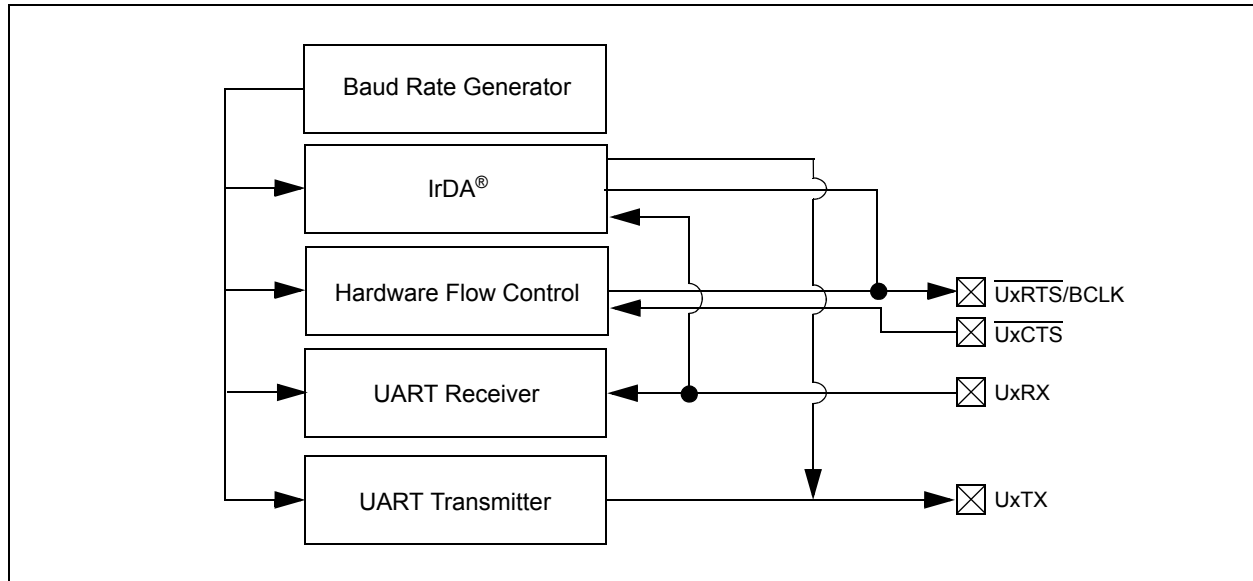 Baud Rate Generator
IrDA®
Hardware Flow Control
UxRTS/BCLK
UxCTS
UART Receiver
UxRX
UART Transmitter
UxTX